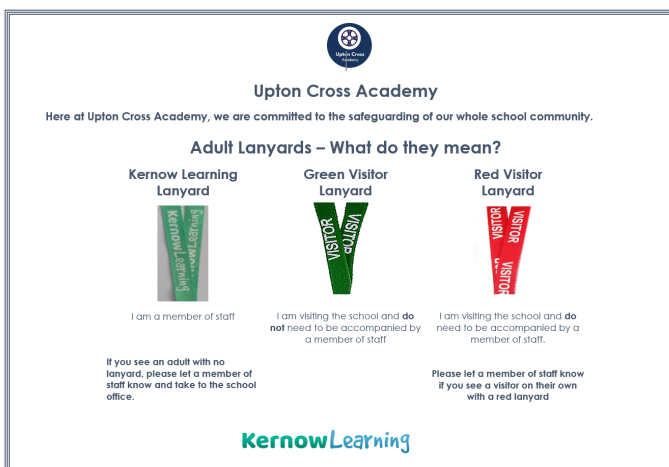 Upton Cross
Academy
Upton Cross Academy
Here at Upton Cross Academy, we are committed to the safeguarding of our whole school community.
Adult Lanyards – What do they mean?
Kernow Learning
Lanyard
Green Visitor
Lanyard
Red Visitor
Lanyard
KernowLearning
KernowLearning
VISITOR
VISITOR
VISITOR
VISITOR
VISITOR
I am a member of staff
I am visiting the school and do
not need to be accompanied by
a member of staff
I am visiting the school and do
need to be accompanied by a
member of staff.
If you see an adult with no
lanyard, please let a member of
staff know and take to the school
office.
Please let a member of staff know
if you see a visitor on their own
with a red lanyard
KernowLearning